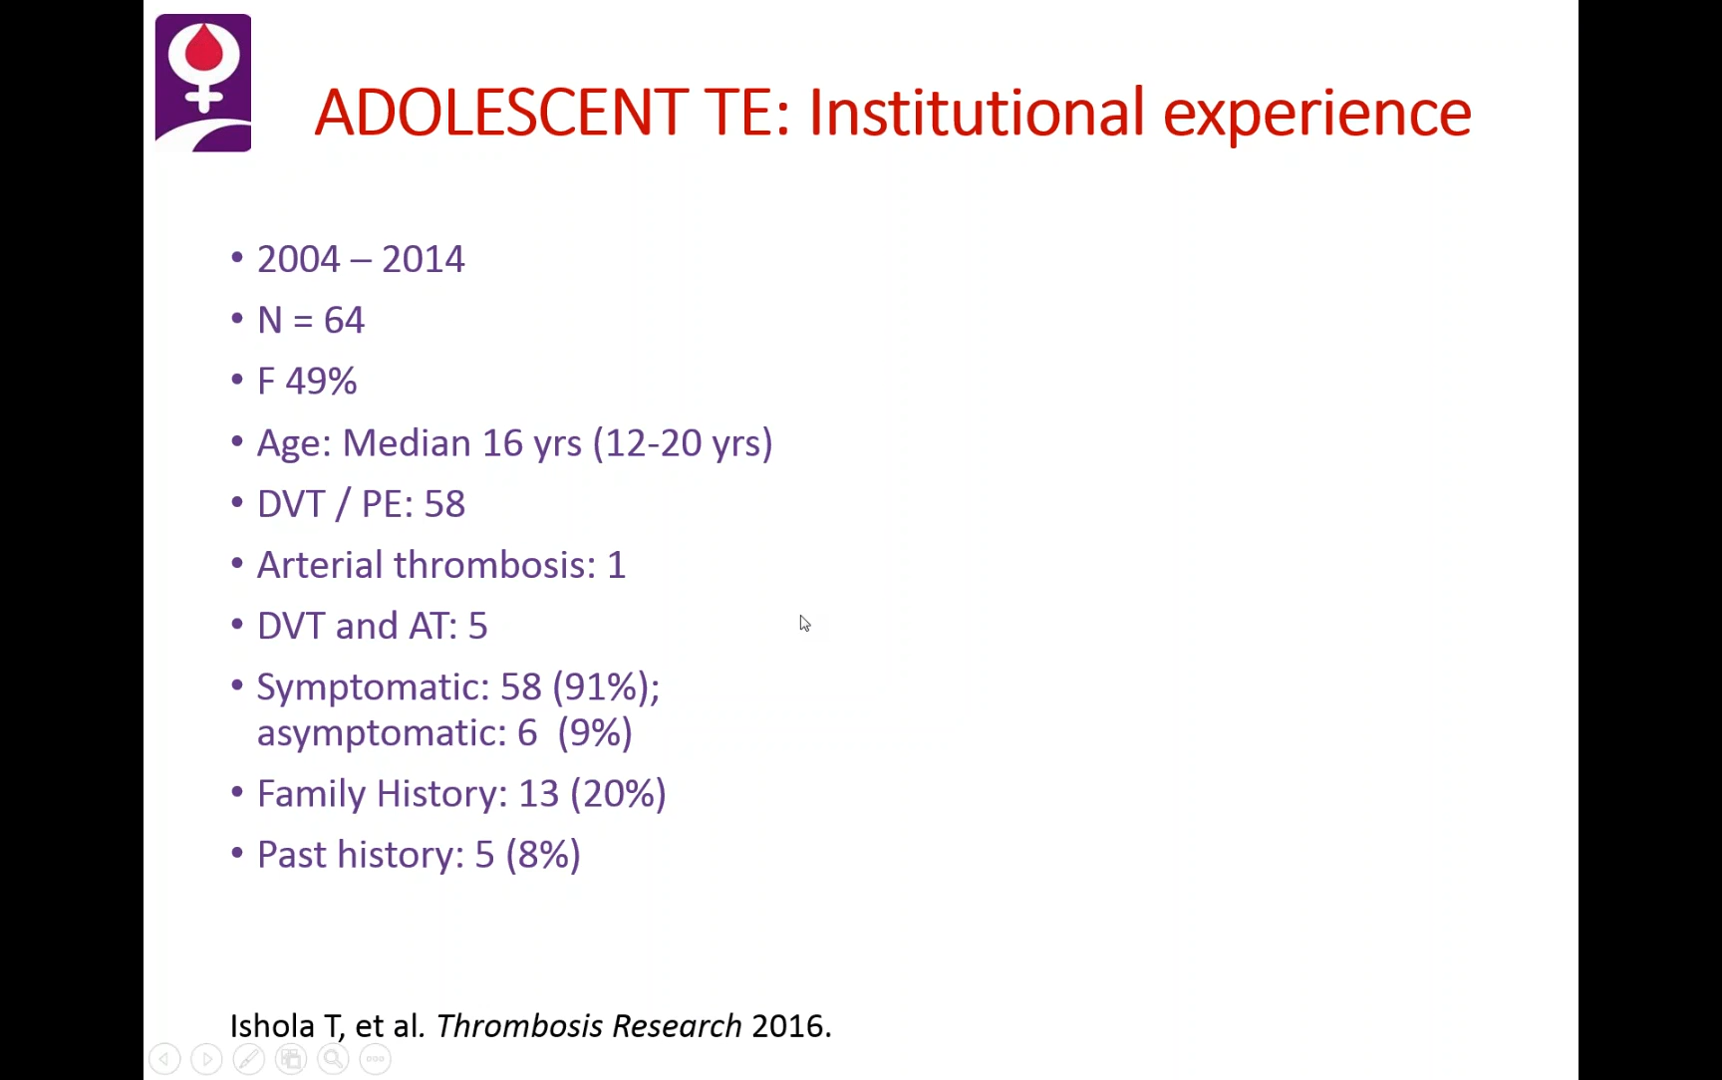 ADOLESCENT TE: Institutional experience
• 2004 – 2014
• N = 64
• F 49%
• Age: Median 16 yrs (12-20 yrs)
• DVT / PE: 58
• Arterial thrombosis: 1
• DVT and AT: 5
• Symptomatic: 58 (91%);
asymptomatic: 6  (9%)
• Family History: 13 (20%)
• Past history: 5 (8%)
Ishola T, et al. Thrombosis Research 2016.